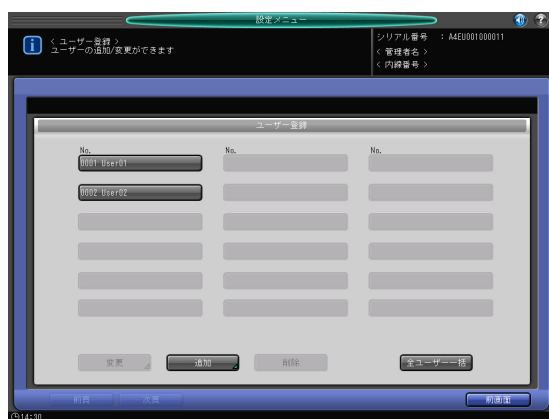 設定メニュー
< ユーザー登録 >
ユーザーの追加/変更ができます
シリアル番号 : A4EU001000011
< 管理者名 >
< 内線番号 >
ユーザー登録
No. No. No.
0001 User01
0002 User02
変更 追加 削除 全ユーザー一括
前頁 次頁 前画面
14:30